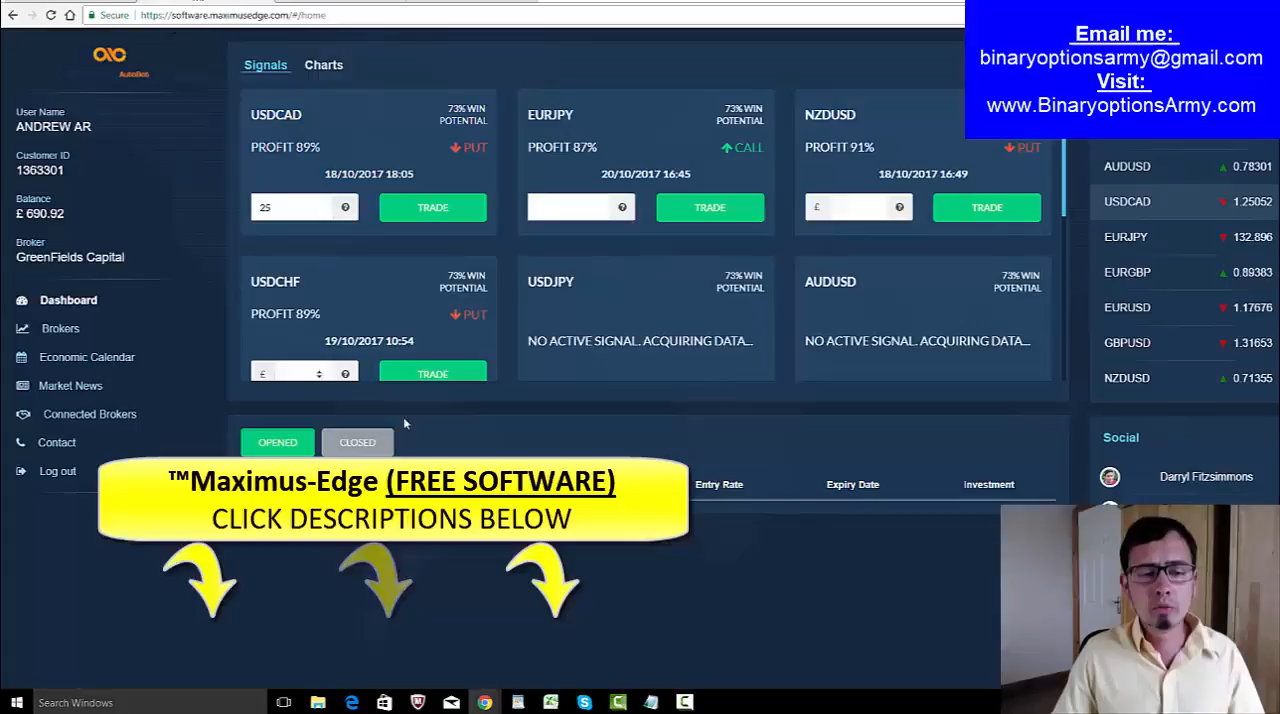 Secure
https://software.maximusedge.com/#/home
Email me:
binaryoptionsarmy@gmail.com
Visit:
www.BinaryoptionsArmy.com
AutoBots
User Name
ANDREW AR
Customer ID
1363301
Balance
£ 690.92
Broker
GreenFields Capital
Dashboard
Brokers
Economic Calendar
Market News
Connected Brokers
Contact
Log out
Signals Charts
USDCAD
73% WIN
POTENTIAL
PROFIT 89% PUT
18/10/2017 18:05
25 TRADE
EURJPY
73% WIN
POTENTIAL
PROFIT 87% CALL
20/10/2017 16:45
TRADE
NZDUSD
73% WIN
POTENTIAL
PROFIT 91% PUT
18/10/2017 16:49
£ TRADE
USDCHF
73% WIN
POTENTIAL
PROFIT 89% PUT
19/10/2017 10:54
£ TRADE
USDJPY
73% WIN
POTENTIAL
NO ACTIVE SIGNAL. ACQUIRING DATA...
AUDUSD
73% WIN
POTENTIAL
NO ACTIVE SIGNAL. ACQUIRING DATA...
AUDUSD 0.78301
USDCAD 1.25052
EURJPY 132.896
EURGBP 0.89383
EURUSD 1.17676
GBPUSD 1.31653
NZDUSD 0.71355
OPENED CLOSED
Entry Rate Expiry Date Investment
Social
Darryl Fitzsimmons
™Maximus-Edge (FREE SOFTWARE)
CLICK DESCRIPTIONS BELOW
Search Windows